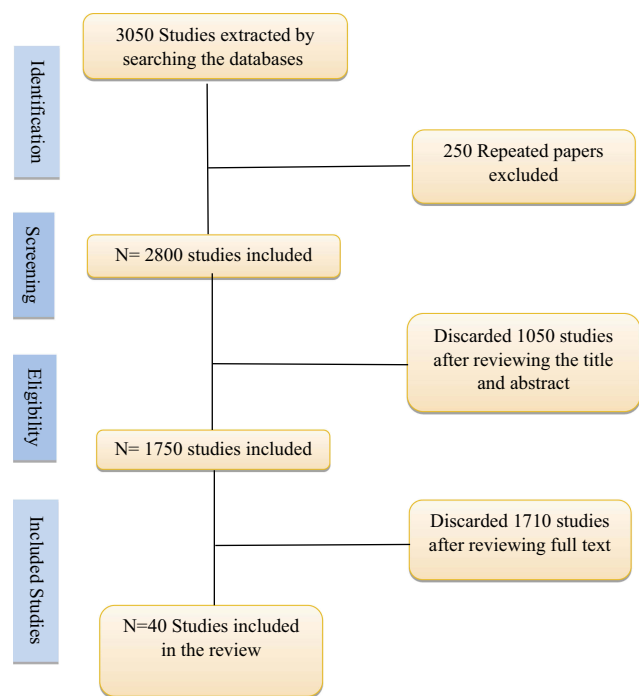 3050 Studies extracted by
searching the databases
Identification
250 Repeated papers
excluded
Screening
N= 2800 studies included
Discarded 1050 studies
after reviewing the title
and abstract
Eligibility
N= 1750 studies included
Included Studies
Discarded 1710 studies
after reviewing full text
N=40 Studies included
in the review